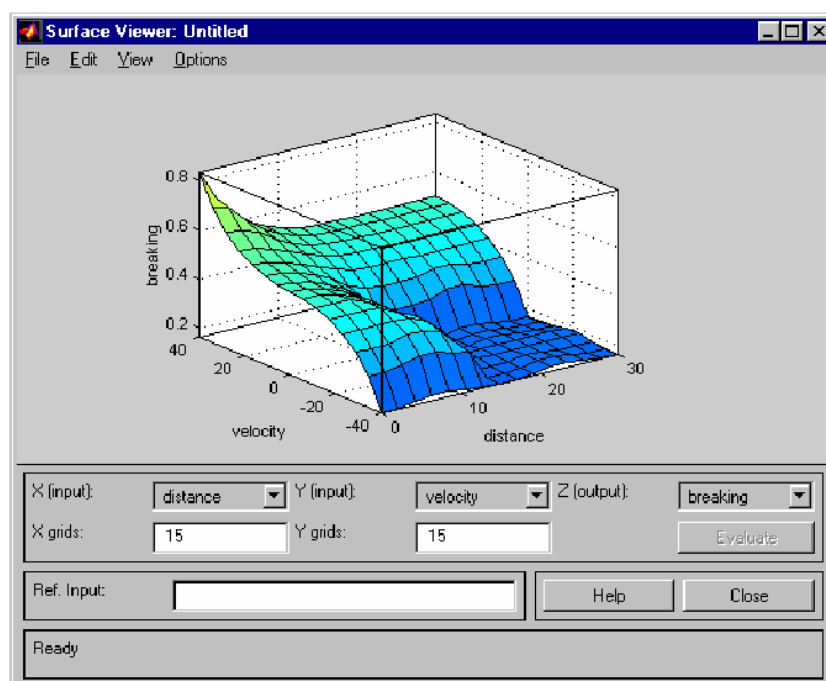 Surface Viewer: Untitled
File Edit View Options
0.8
0.6
0.4
0.2
breaking
40
20
0
-20
-40
velocity
0
10
20
30
distance
X (input): distance Y (input): velocity Z (output): breaking
X grids: 15 Y grids: 15 Evaluate
Ref. Input: Help Close
Ready